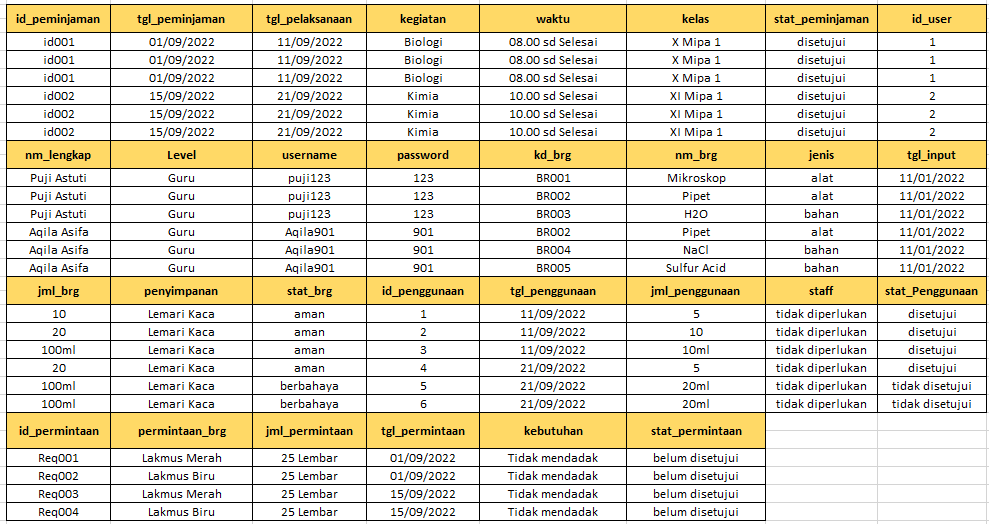 id_peminjaman tgl_peminjaman tgl_pelaksanaan kegiatan waktu kelas stat_peminjaman id_user
id001 01/09/2022 11/09/2022 Biologi 08.00 sd Selesai X Mipa 1 disetujui 1
id001 01/09/2022 11/09/2022 Biologi 08.00 sd Selesai X Mipa 1 disetujui 1
id001 01/09/2022 11/09/2022 Biologi 08.00 sd Selesai X Mipa 1 disetujui 1
id002 15/09/2022 21/09/2022 Kimia 10.00 sd Selesai XI Mipa 1 disetujui 2
id002 15/09/2022 21/09/2022 Kimia 10.00 sd Selesai XI Mipa 1 disetujui 2
id002 15/09/2022 21/09/2022 Kimia 10.00 sd Selesai XI Mipa 1 disetujui 2
nm_lengkap Level username password kd_brg nm_brg jenis tgl_input
Puji Astuti Guru puji123 123 BR001 Mikroskop alat 11/01/2022
Puji Astuti Guru puji123 123 BR002 Pipet alat 11/01/2022
Puji Astuti Guru puji123 123 BR003 H2O bahan 11/01/2022
Aqila Asifa Guru Aqila901 901 BR002 Pipet alat 11/01/2022
Aqila Asifa Guru Aqila901 901 BR004 NaCl bahan 11/01/2022
Aqila Asifa Guru Aqila901 901 BR005 Sulfur Acid bahan 11/01/2022
jml_brg penyimpanan stat_brg id_penggunaan tgl_penggunaan jml_penggunaan staff stat_Penggunaan
10 Lemari Kaca aman 1 11/09/2022 5 tidak diperlukan disetujui
20 Lemari Kaca aman 2 11/09/2022 10 tidak diperlukan disetujui
100ml Lemari Kaca aman 3 11/09/2022 10ml tidak diperlukan disetujui
20 Lemari Kaca aman 4 21/09/2022 5 tidak diperlukan disetujui
100ml Lemari Kaca berbahaya 5 21/09/2022 20ml tidak diperlukan tidak disetujui
100ml Lemari Kaca berbahaya 6 21/09/2022 20ml tidak diperlukan tidak disetujui
id_permintaan permintaan_brg jml_permintaan tgl_permintaan kebutuhan stat_permintaan
Req001 Lakmus Merah 25 Lembar 01/09/2022 Tidak mendadak belum disetujui
Req002 Lakmus Biru 25 Lembar 01/09/2022 Tidak mendadak belum disetujui
Req003 Lakmus Merah 25 Lembar 15/09/2022 Tidak mendadak belum disetujui
Req004 Lakmus Biru 25 Lembar 15/09/2022 Tidak mendadak belum disetujui